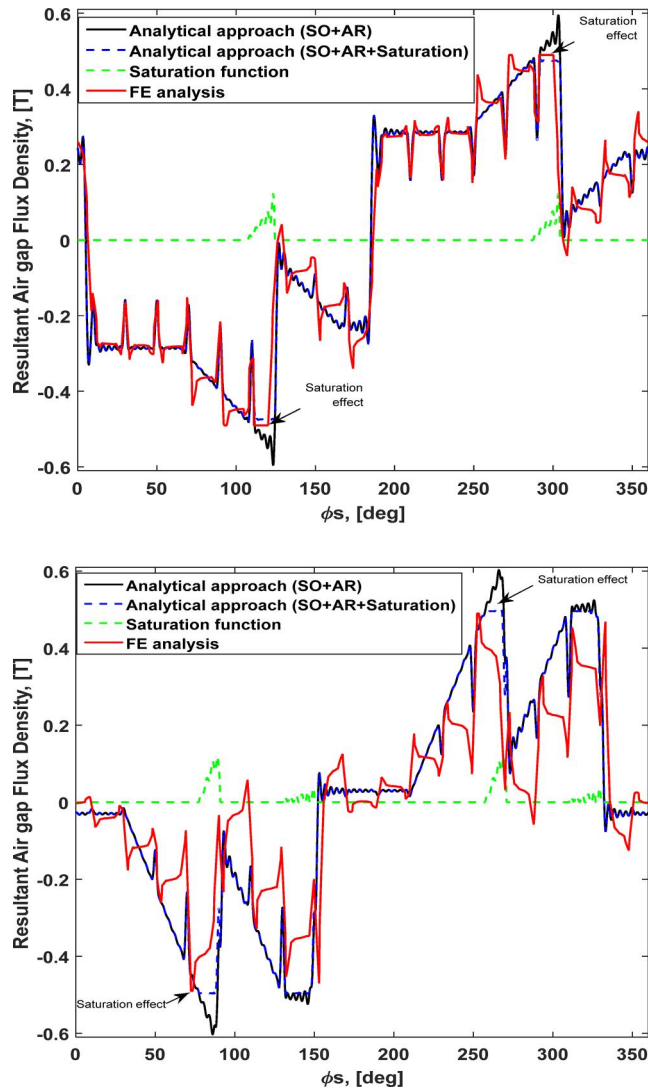 Analytical approach (SO+AR)
Analytical approach (SO+AR+Saturation)
Saturation function
FE analysis
Saturation
effect
Saturation
effect
Resultant Air gap Flux Density, [T]
0.6
0.4
0.2
0
-0.2
-0.4
-0.6
0 50 100 150 200 250 300 350
ϕs, [deg]
Analytical approach (SO+AR)
Analytical approach (SO+AR+Saturation)
Saturation function
FE analysis
Saturation effect
Saturation effect
Resultant Air gap Flux Density, [T]
0.6
0.4
0.2
0
-0.2
-0.4
-0.6
0 50 100 150 200 250 300 350
ϕs, [deg]